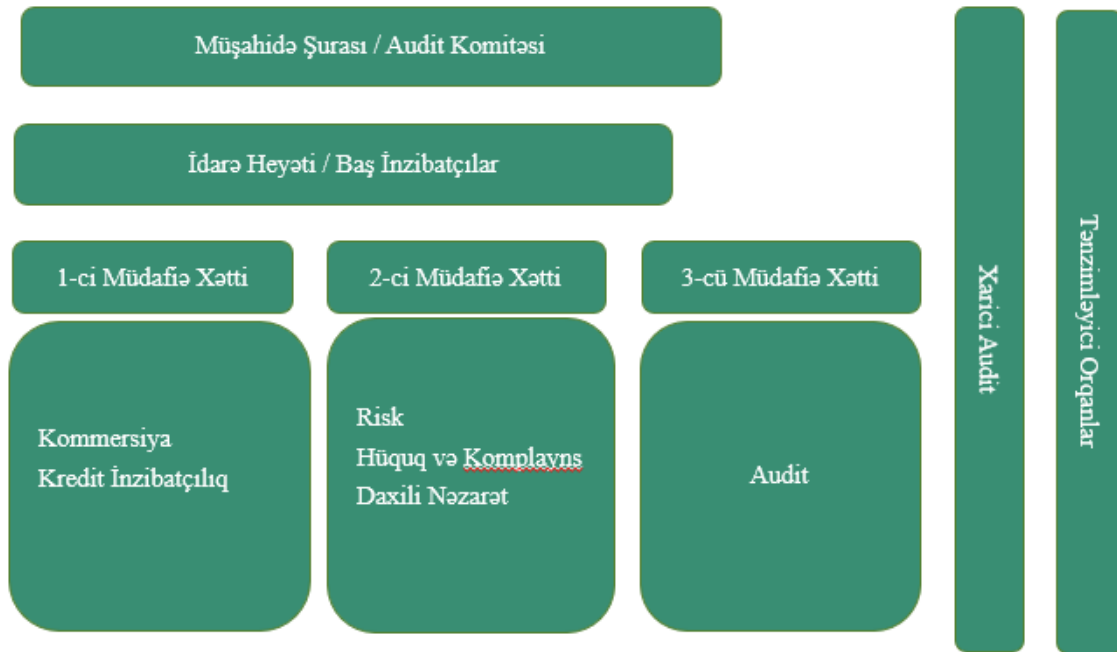 Müşahidə Şurası / Audit Komitəsi
İdarə Heyəti / Baş İnzibatçılar
1-ci Müdafiə Xətti
2-ci Müdafiə Xətti
3-cü Müdafiə Xətti
Kommersiya
Kredit İnzibatçılıq
Risk
Hüquq və Komplayns
Daxili Nəzarət
Audit
Xarici Audit
Tənzimləyici Orqanlar